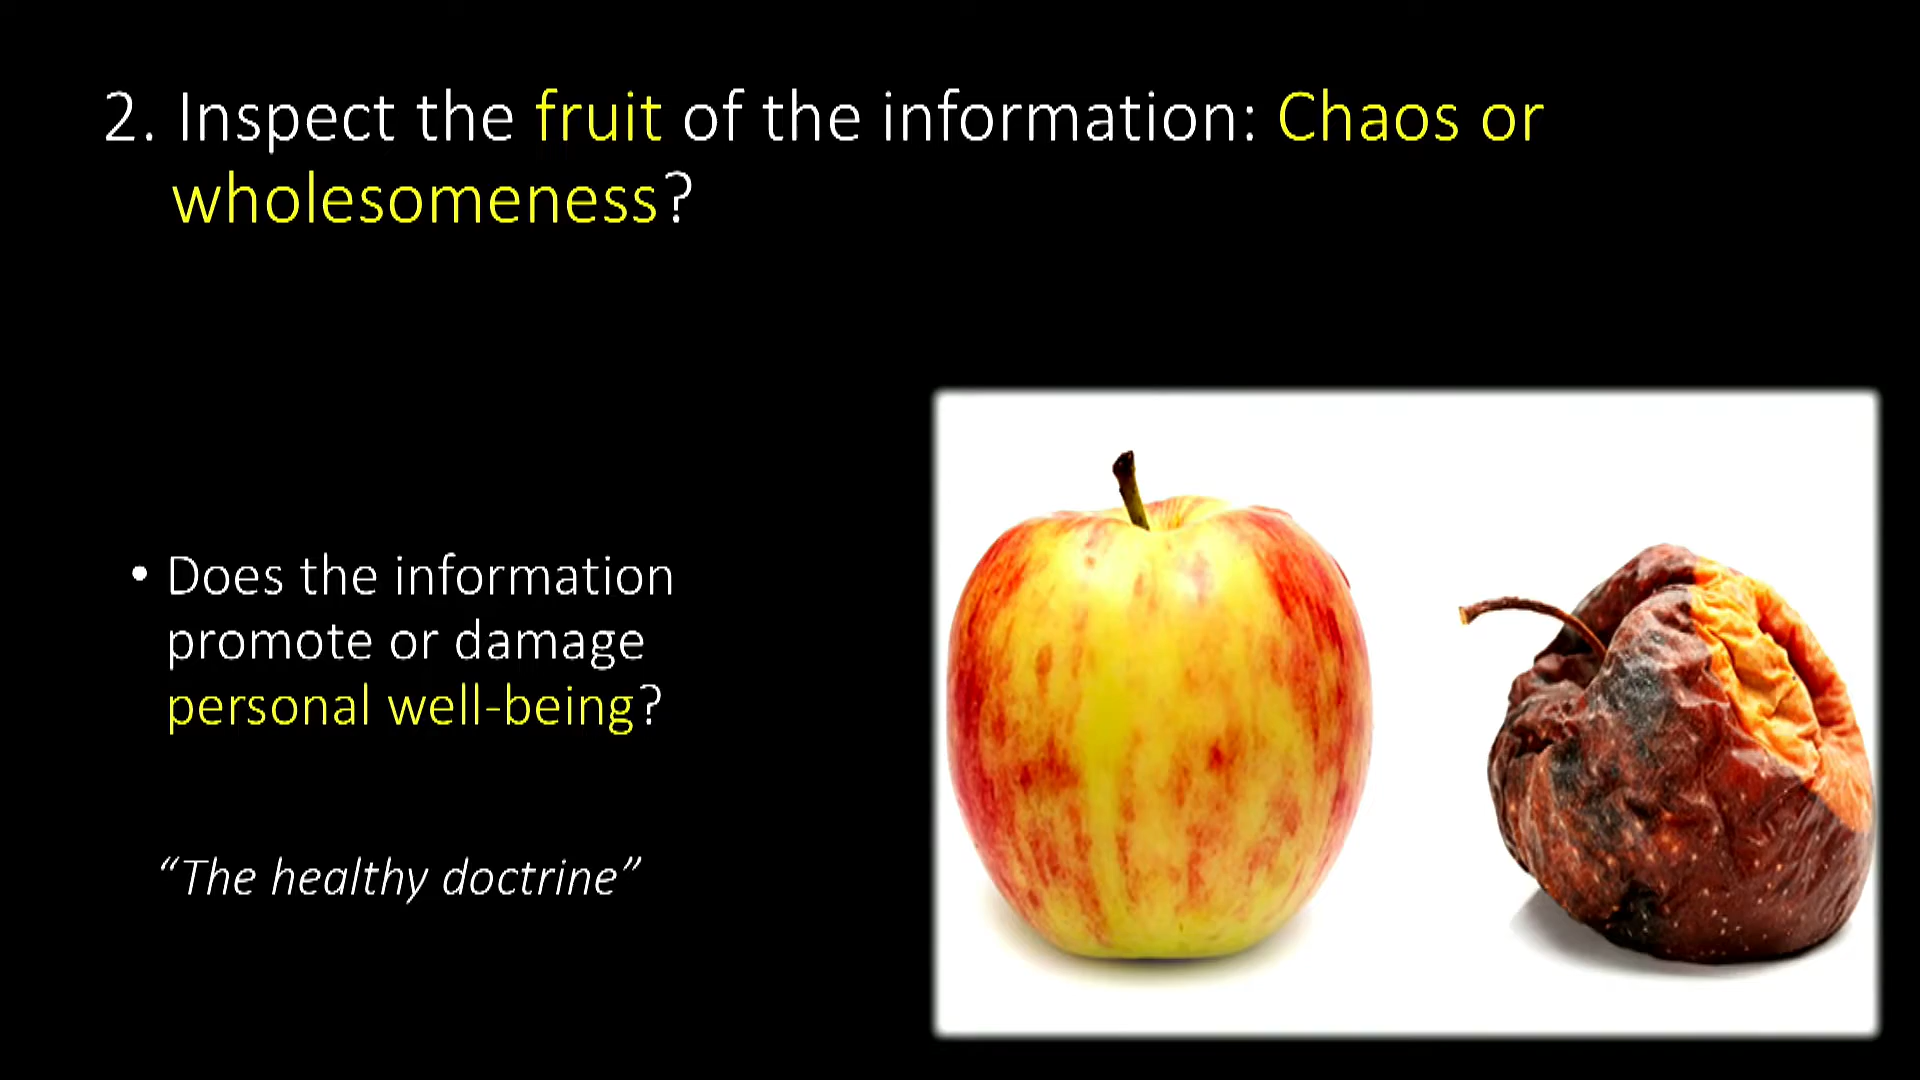 2. Inspect the fruit of the information: Chaos or
wholesomeness?
• Does the information
promote or damage
personal well-being?
“The healthy doctrine”